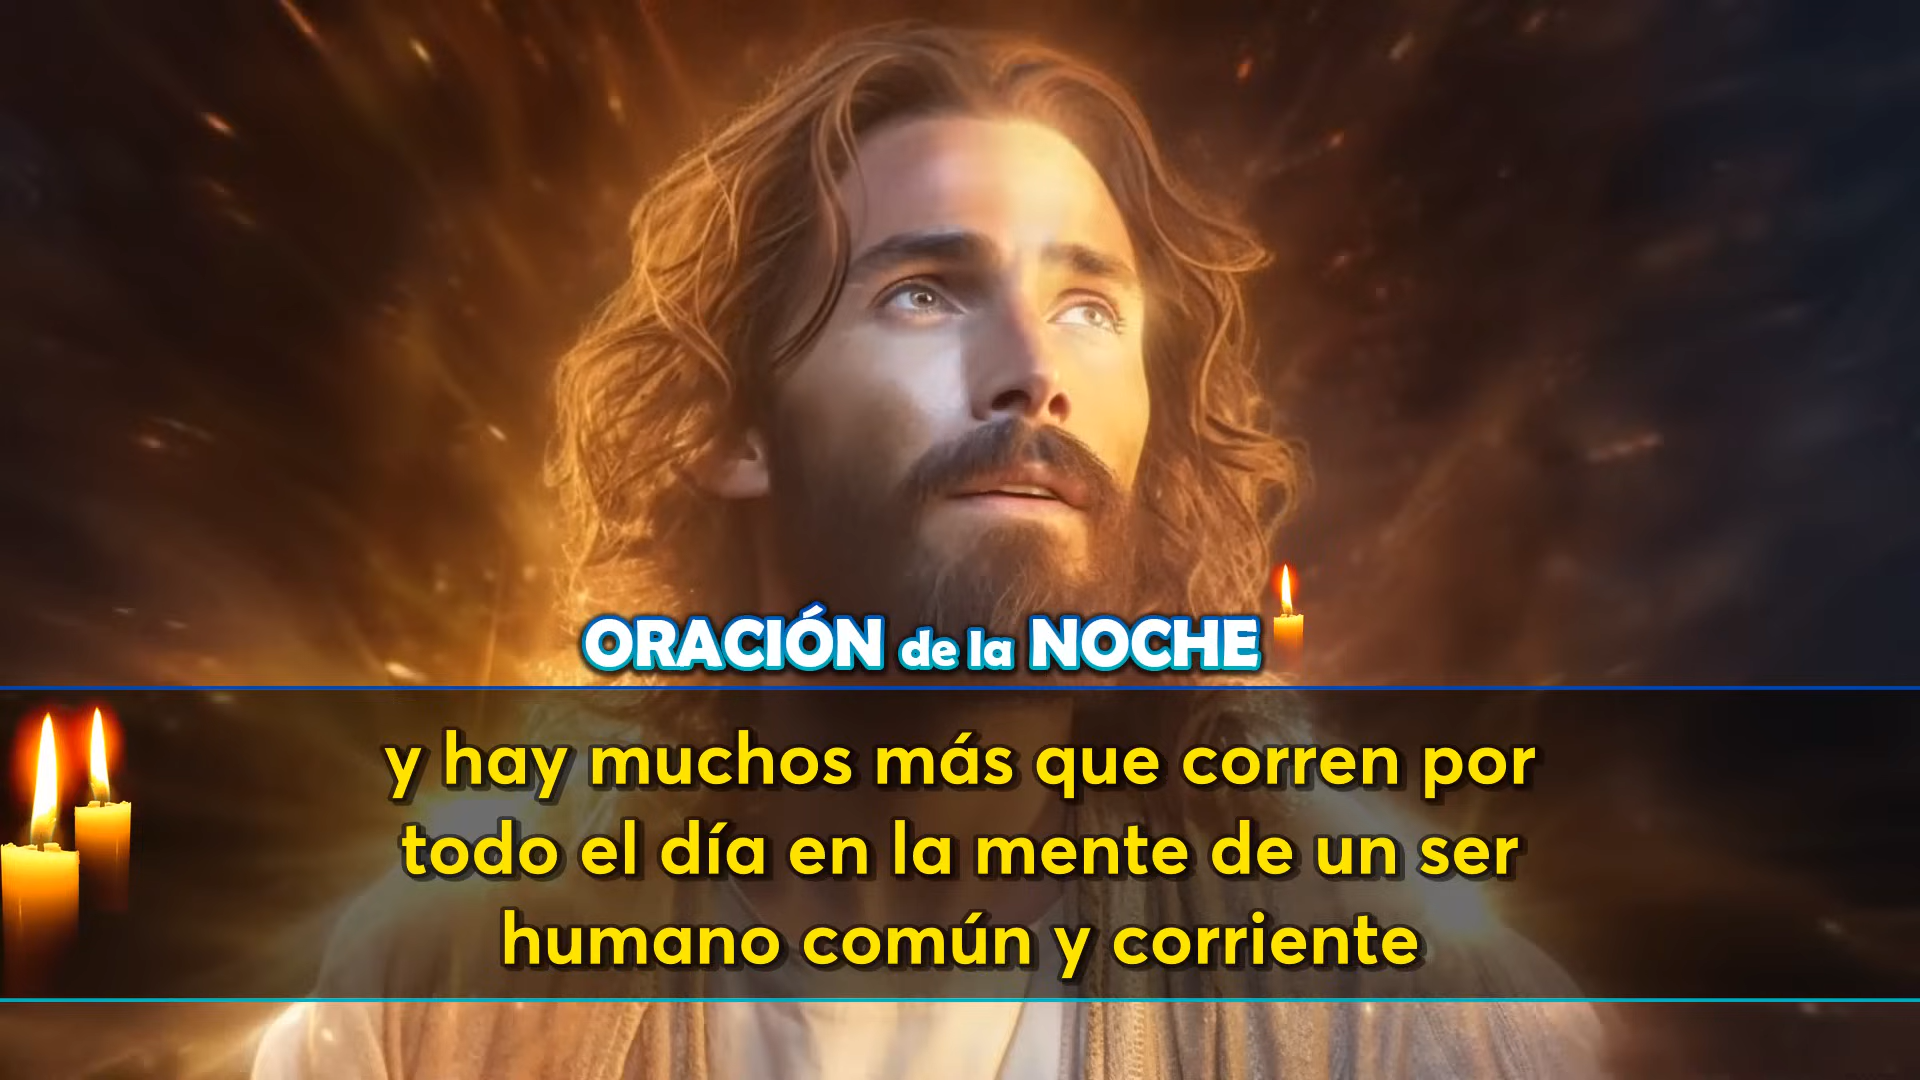 ORACIÓN de la NOCHE
y hay muchos más que corren por
todo el día en la mente de un ser
humano común y corriente